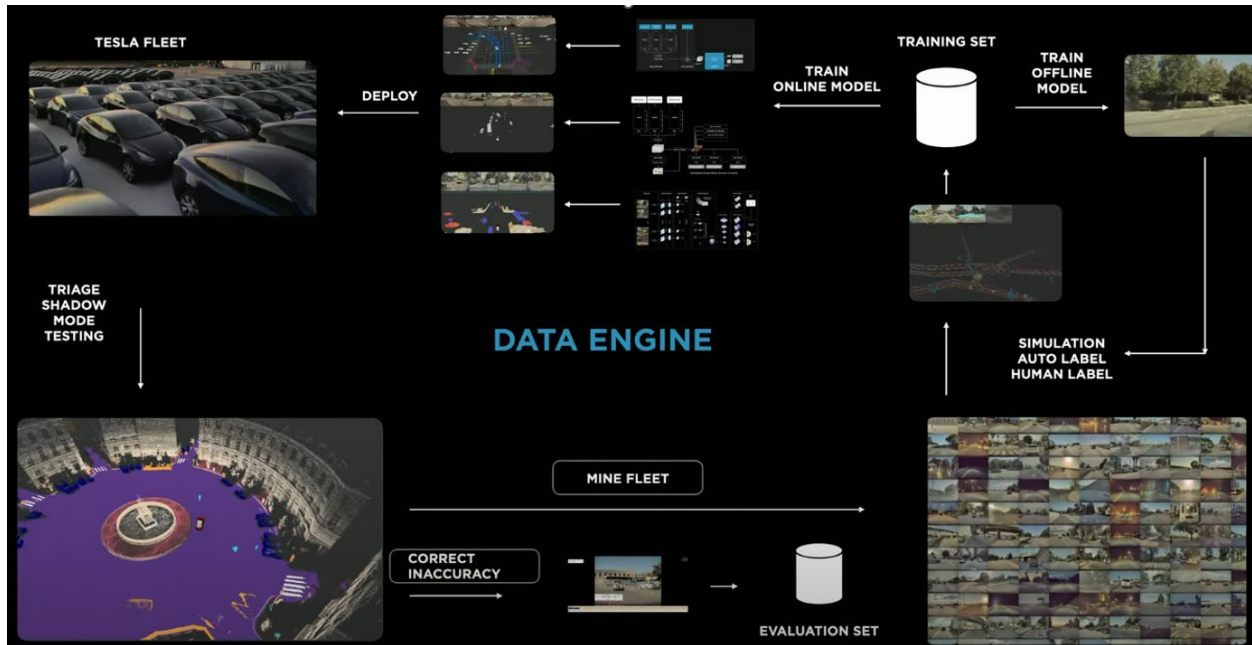 TESLA FLEET
DEPLOY
TRAIN
ONLINE MODEL
TRAINING SET
TRAIN
OFFLINE
MODEL
TRIAGE
SHADOW
MODE
TESTING
DATA ENGINE
SIMULATION
AUTO LABEL
HUMAN LABEL
MINE FLEET
CORRECT
INACCURACY
EVALUATION SET